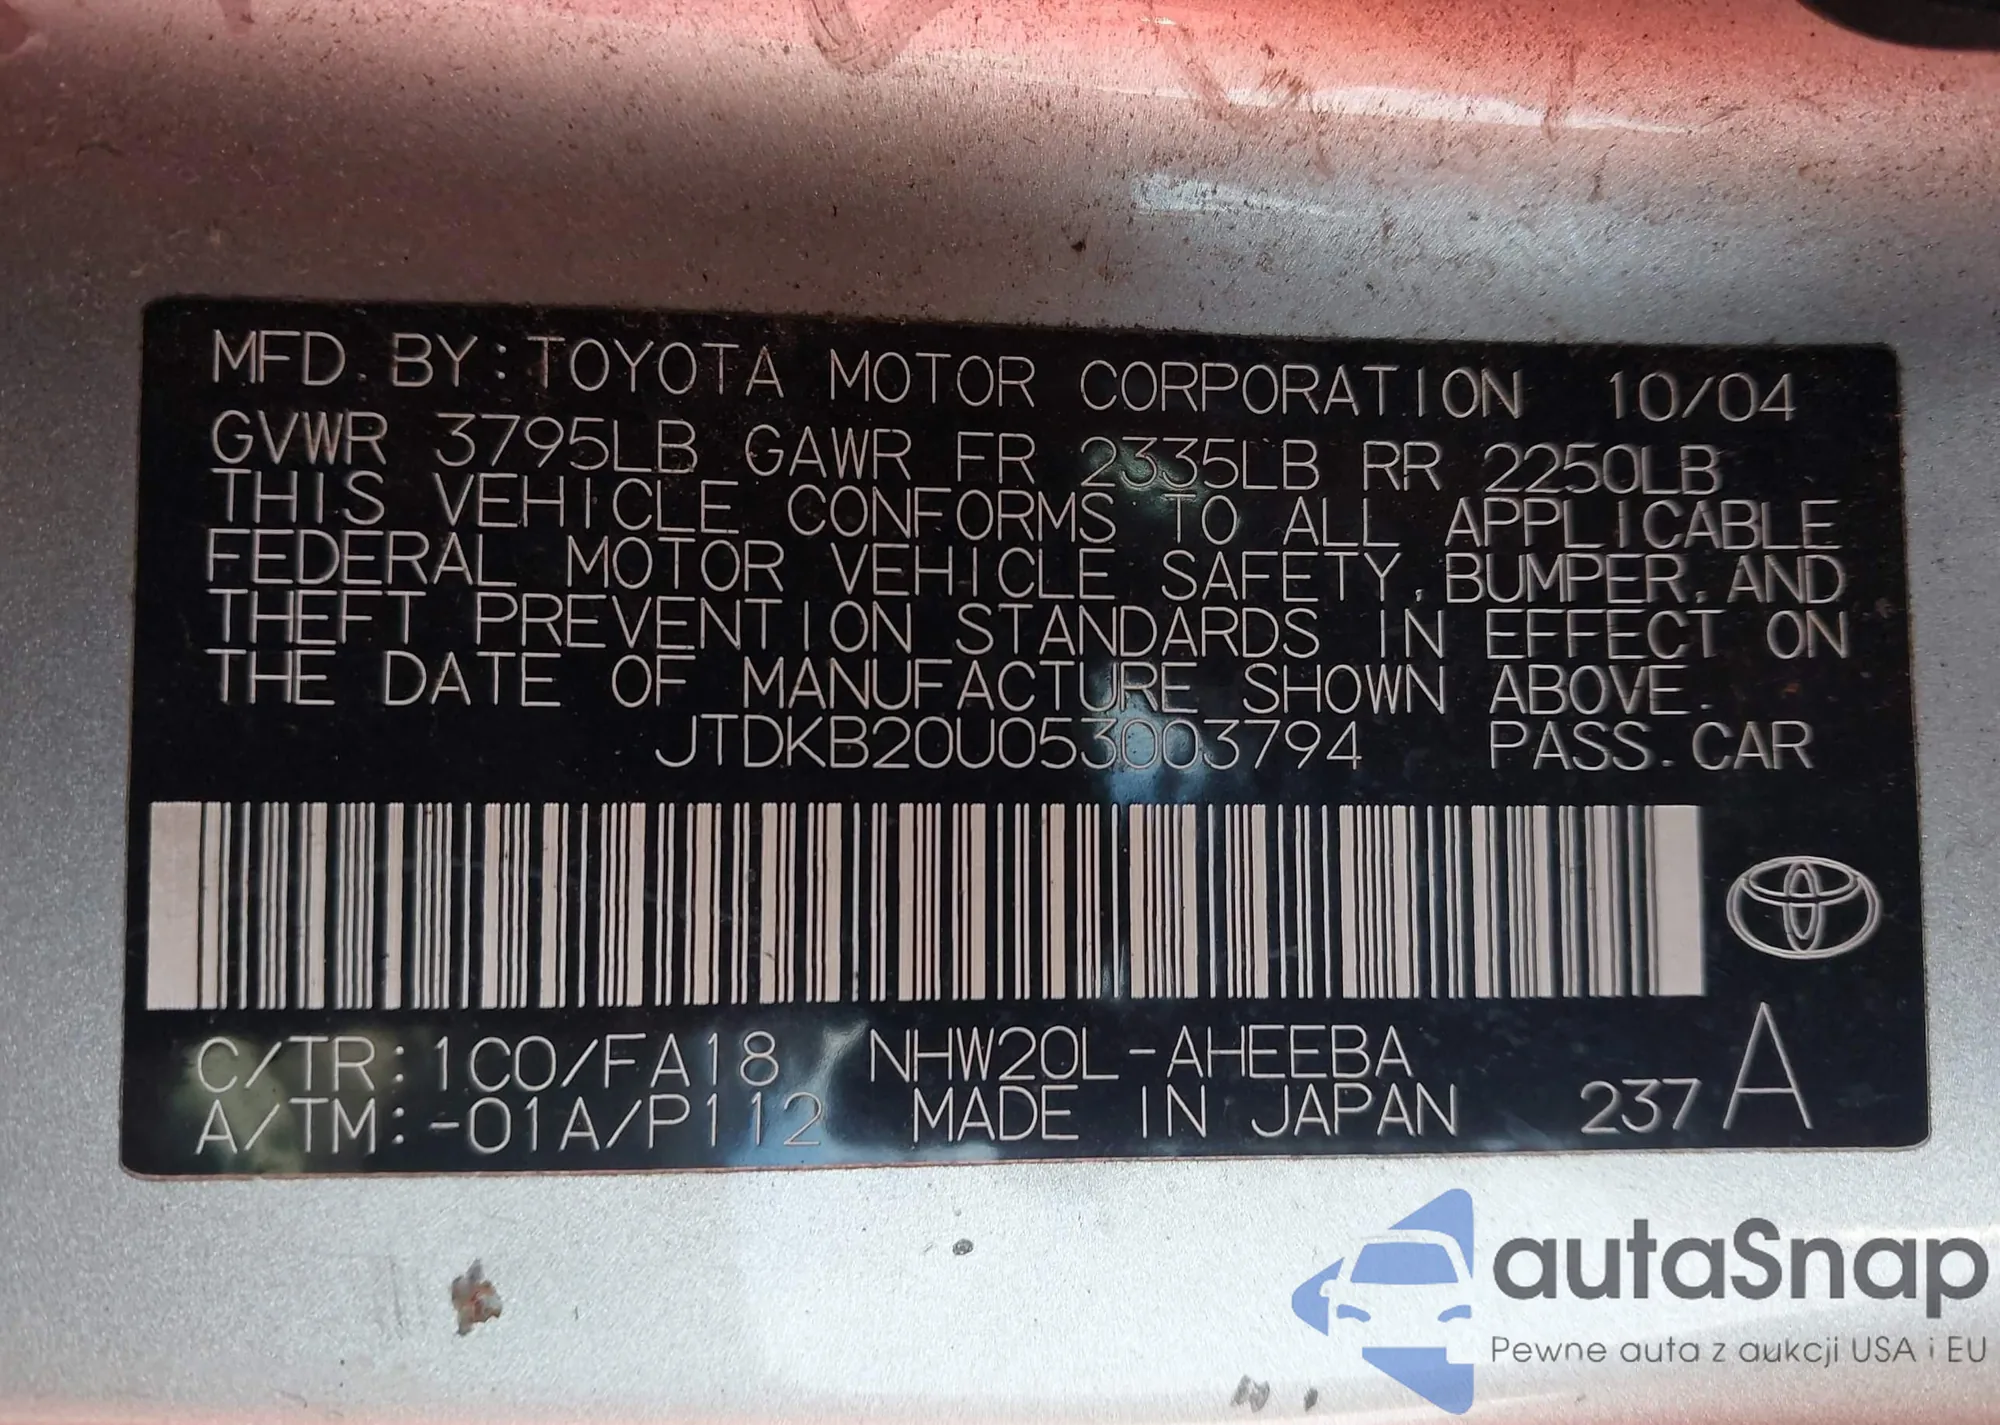 MFD. BY: TOYOTA MOTOR CORPORATION 10/04
GVWR 3795LB GAWR FR 2335LB RR 2250LB
THIS VEHICLE CONFORMS TO ALL APPLICABLE
FEDERAL MOTOR VEHICLE SAFETY, BUMPER, AND
THEFT PREVENTION STANDARDS IN EFFECT ON
THE DATE OF MANUFACTURE SHOWN ABOVE.
JTDKB20U053003794 PASS. CAR
C/TR: 1C0/FA18 NHW20L-AHEEBA
A/TM: -01A/P112 MADE IN JAPAN 237 A
autoSnap
Pewne auta z aukcji USA i EU